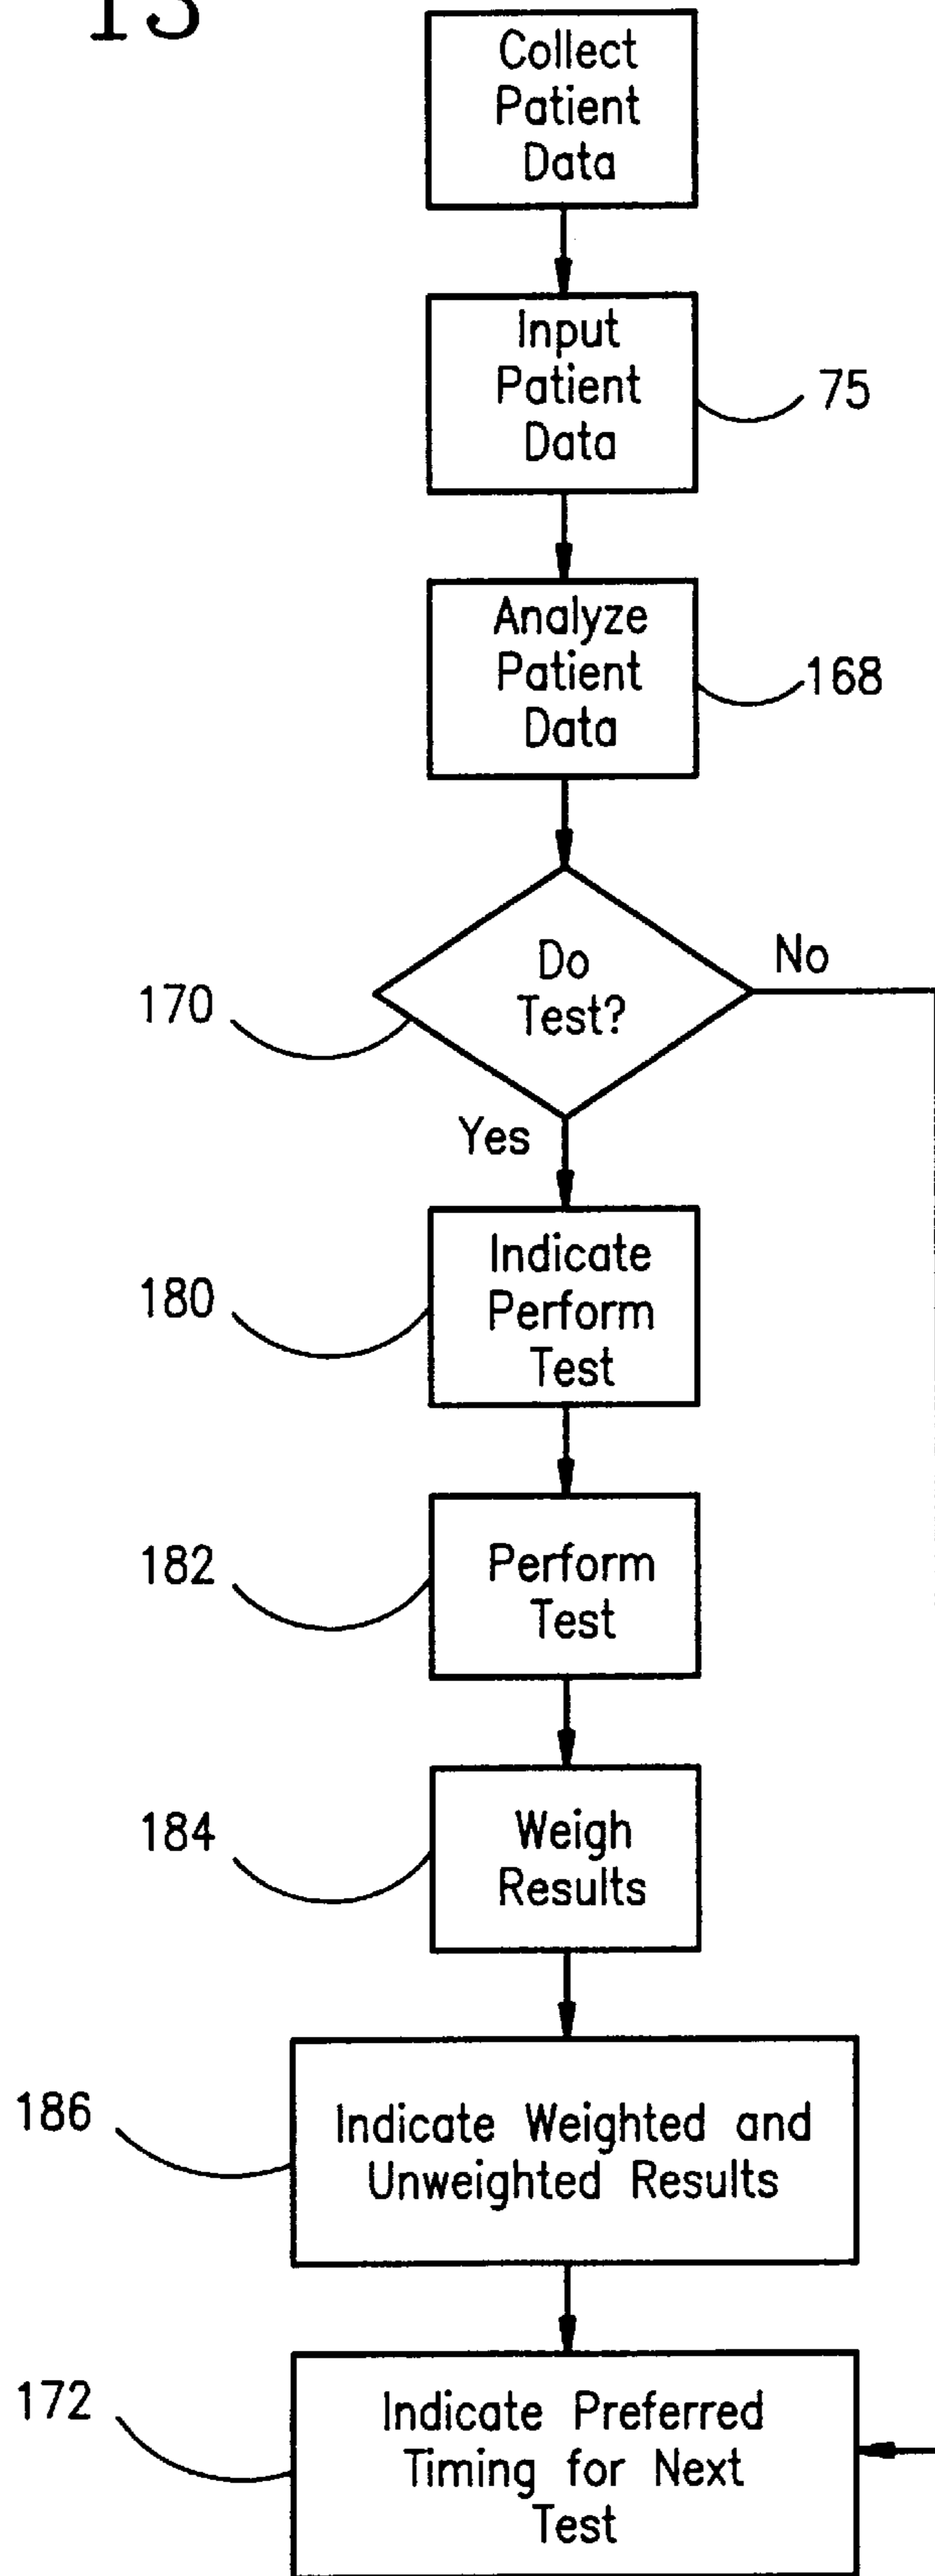 13
Collect
Patient
Data
Input
Patient
Data
75
Analyze
Patient
Data
168
Do
Test?
No
170
Yes
Indicate
Perform
Test
180
Perform
Test
182
Weigh
Results
184
Indicate Weighted and
Unweighted Results
186
Indicate Preferred
Timing for Next
Test
172